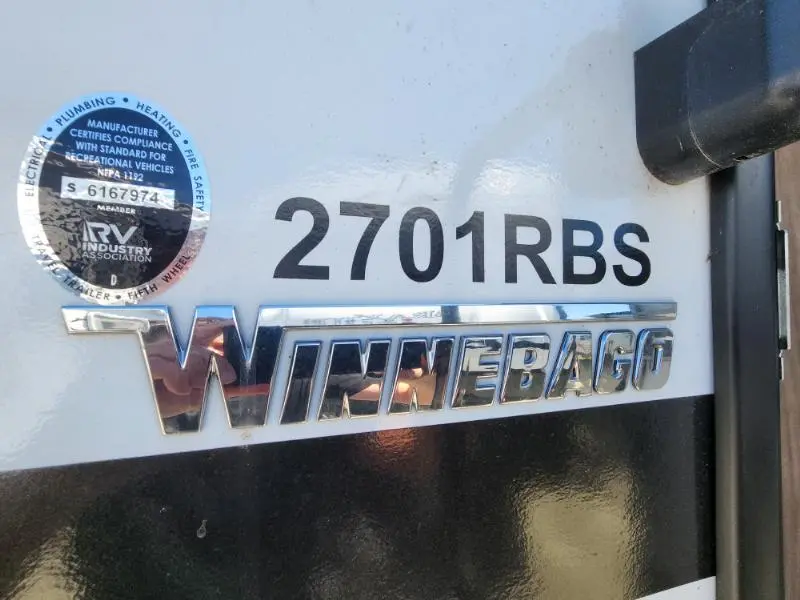 ELECTRICAL • PLUMBING • HEATING • FIRE SAFETY
TRAVEL TRAILER • FIFTH WHEEL
MANUFACTURER
CERTIFIES COMPLIANCE
WITH STANDARD FOR
RECREATIONAL VEHICLES
NFPA 1192
S 6167974
MEMBER
RV
INDUSTRY
ASSOCIATION
D
2701RBS
WINNEBAGO